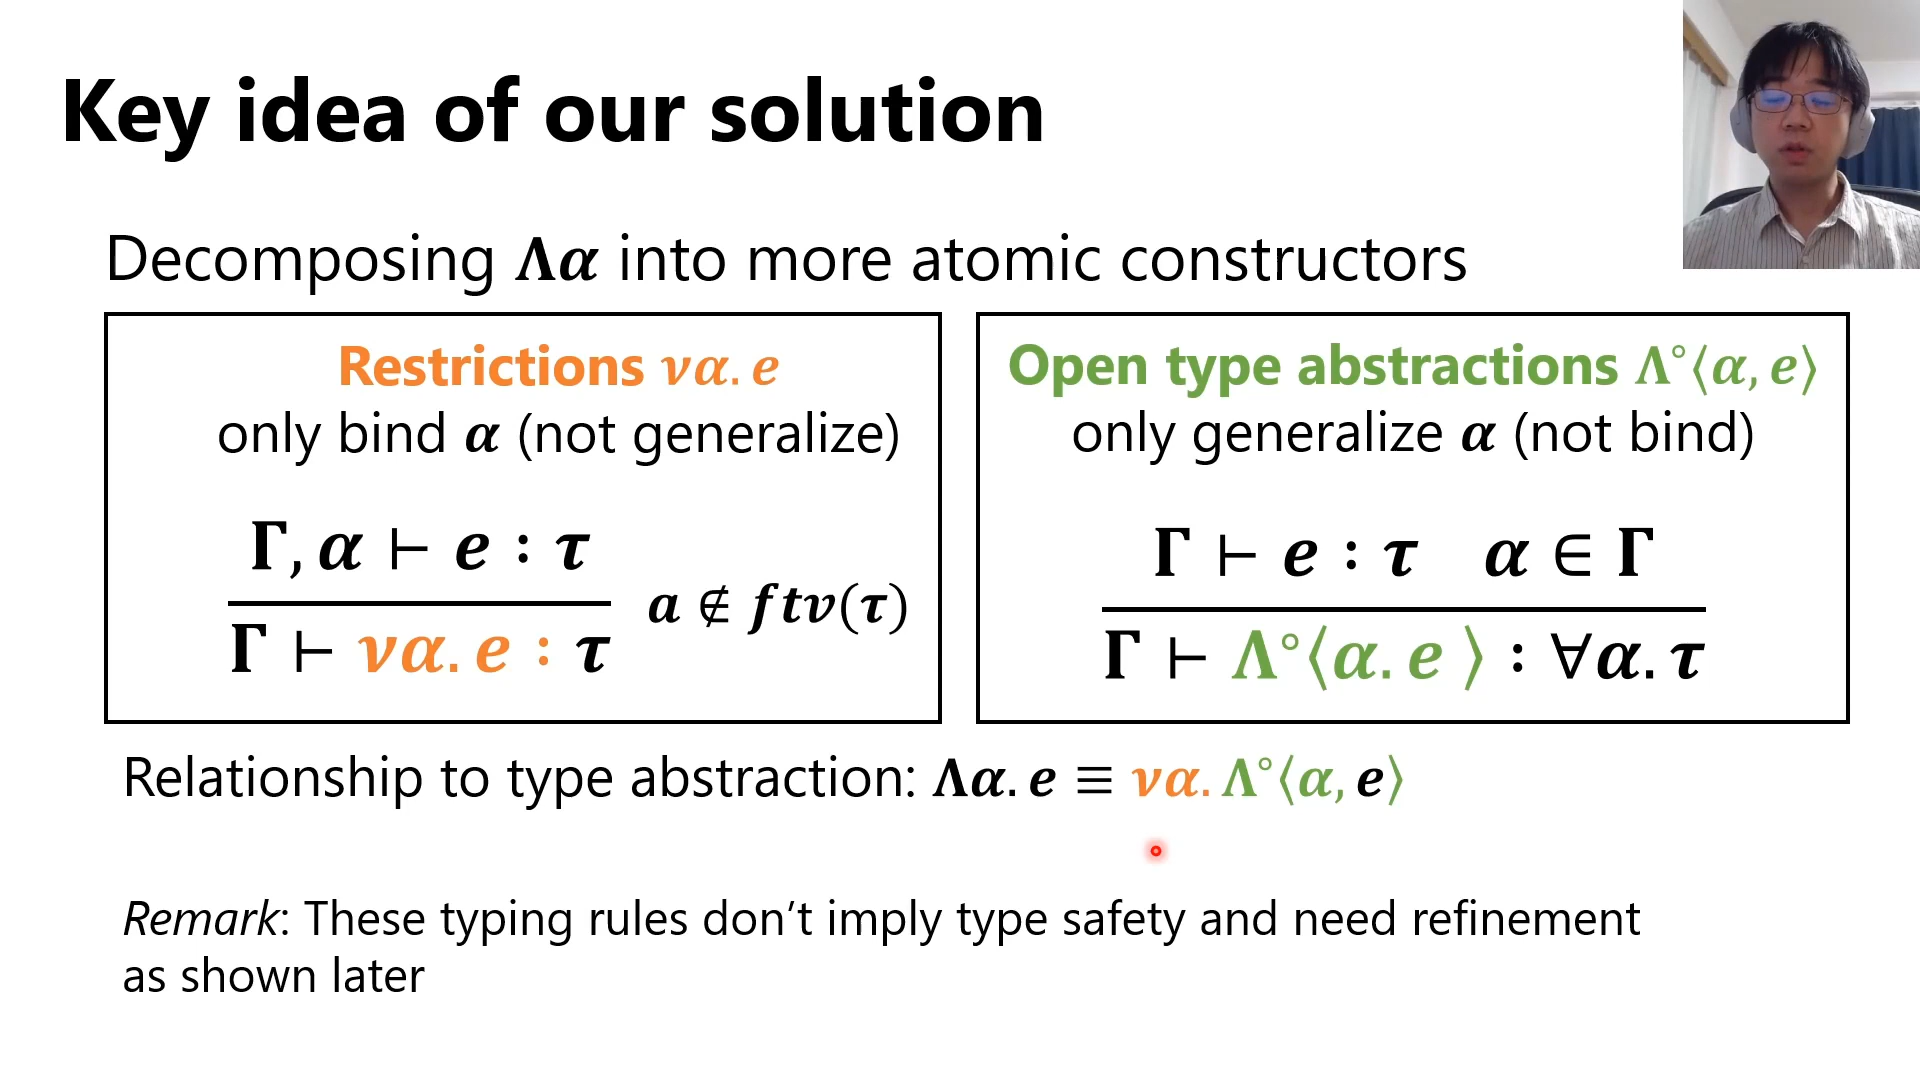 Key idea of our solution
Decomposing Λα into more atomic constructors
Restrictions να. e
only bind α (not generalize)
Γ, α ⊢ e : τ
Γ ⊢ να. e : τ
a ∉ ftv(τ)
Open type abstractions Λ°⟨α, e⟩
only generalize α (not bind)
Γ ⊢ e : τ α ∈ Γ
Γ ⊢ Λ°⟨α. e ⟩ : ∀α. τ
Relationship to type abstraction: Λα. e ≡ να. Λ°⟨α, e⟩
Remark: These typing rules don’t imply type safety and need refinement
as shown later